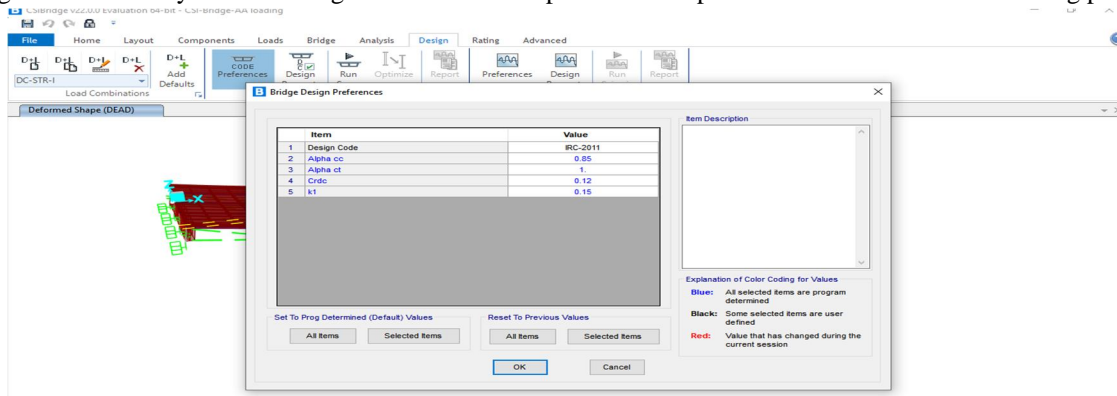 CSiBridge v22.0.0 Evaluation 64-bit - CSI-Bridge-AA loading
File Home Layout Components Loads Bridge Analysis Design Rating Advanced
D+L D+L D+L D+L D+L
Add
Defaults
DC-STR-I
Load Combinations
CODE
Preferences
Design
Run
Optimize
Report
Preferences
Design
Run
Report
Deformed Shape (DEAD)
Bridge Design Preferences
Item Value
1 Design Code IRC-2011
2 Alpha cc 0.85
3 Alpha ct 1.
4 Crdc 0.12
5 k1 0.15
Item Description
Explanation of Color Coding for Values
Blue: All selected items are program
determined
Black: Some selected items are user
defined
Red: Value that has changed during the
current session
Set To Prog Determined (Default) Values
All Items Selected Items
Reset To Previous Values
All Items Selected Items
OK Cancel
Z
X